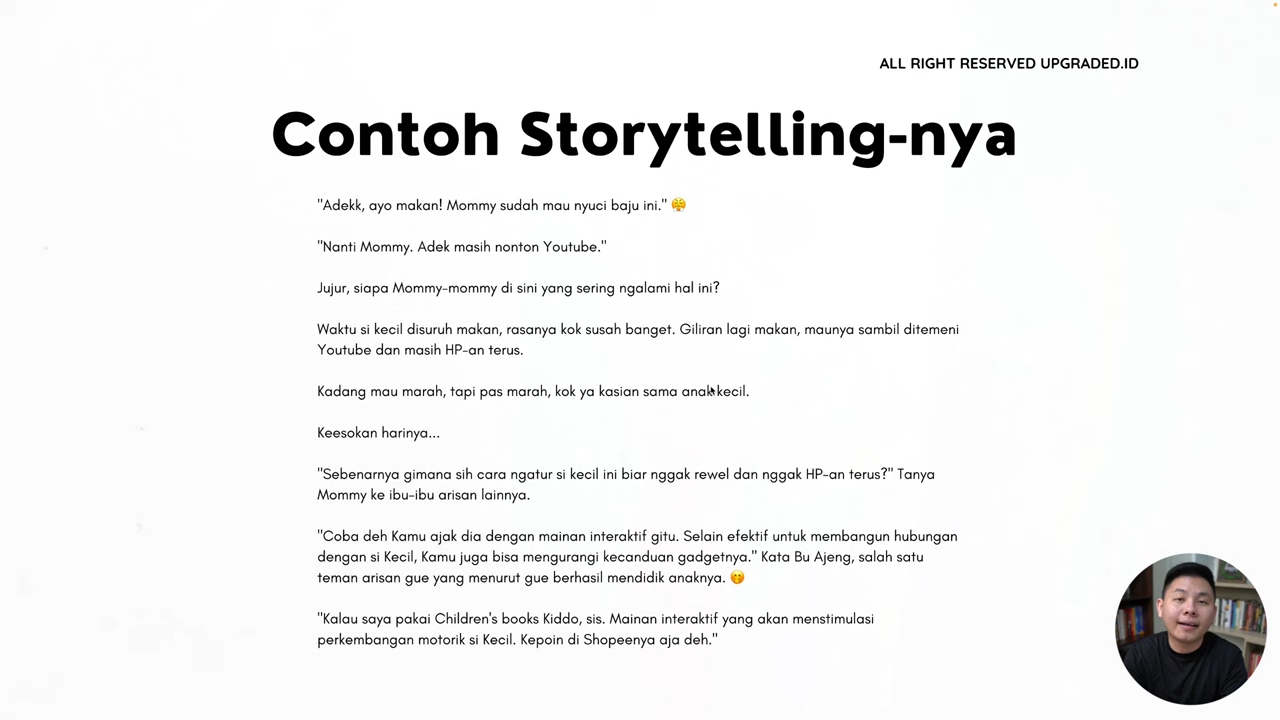 ALL RIGHT RESERVED UPGRADED.ID
Contoh Storytelling-nya
"Adekk, ayo makan! Mommy sudah mau nyuci baju ini." 😤
"Nanti Mommy. Adek masih nonton Youtube."
Jujur, siapa Mommy-mommy di sini yang sering ngalami hal ini?
Waktu si kecil disuruh makan, rasanya kok susah banget. Giliran lagi makan, maunya sambil ditemeni
Youtube dan masih HP-an terus.
Kadang mau marah, tapi pas marah, kok ya kasian sama anak kecil.
Keesokan harinya...
"Sebenarnya gimana sih cara ngatur si kecil ini biar nggak rewel dan nggak HP-an terus?" Tanya
Mommy ke ibu-ibu arisan lainnya.
"Coba deh Kamu ajak dia dengan mainan interaktif gitu. Selain efektif untuk membangun hubungan
dengan si Kecil, Kamu juga bisa mengurangi kecanduan gadgetnya." Kata Bu Ajeng, salah satu
teman arisan gue yang menurut gue berhasil mendidik anaknya. 🤭
"Kalau saya pakai Children's books Kiddo, sis. Mainan interaktif yang akan menstimulasi
perkembangan motorik si Kecil. Kepoin di Shopeenya aja deh."